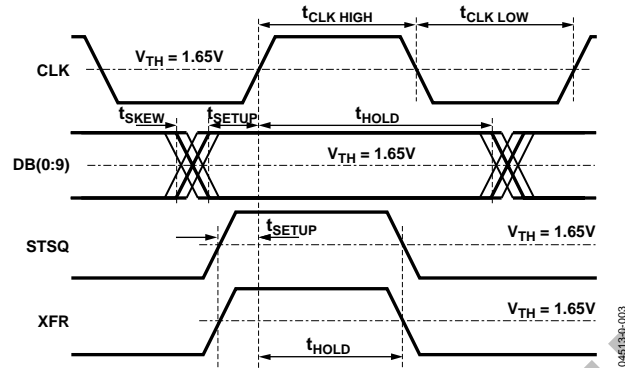 tCLK HIGH
tCLK LOW
VTH = 1.65V
CLK
tSKEW
tSETUP
tHOLD
VTH = 1.65V
DB(0:9)
tSETUP
VTH = 1.65V
STSQ
VTH = 1.65V
XFR
tHOLD
04513-0-003